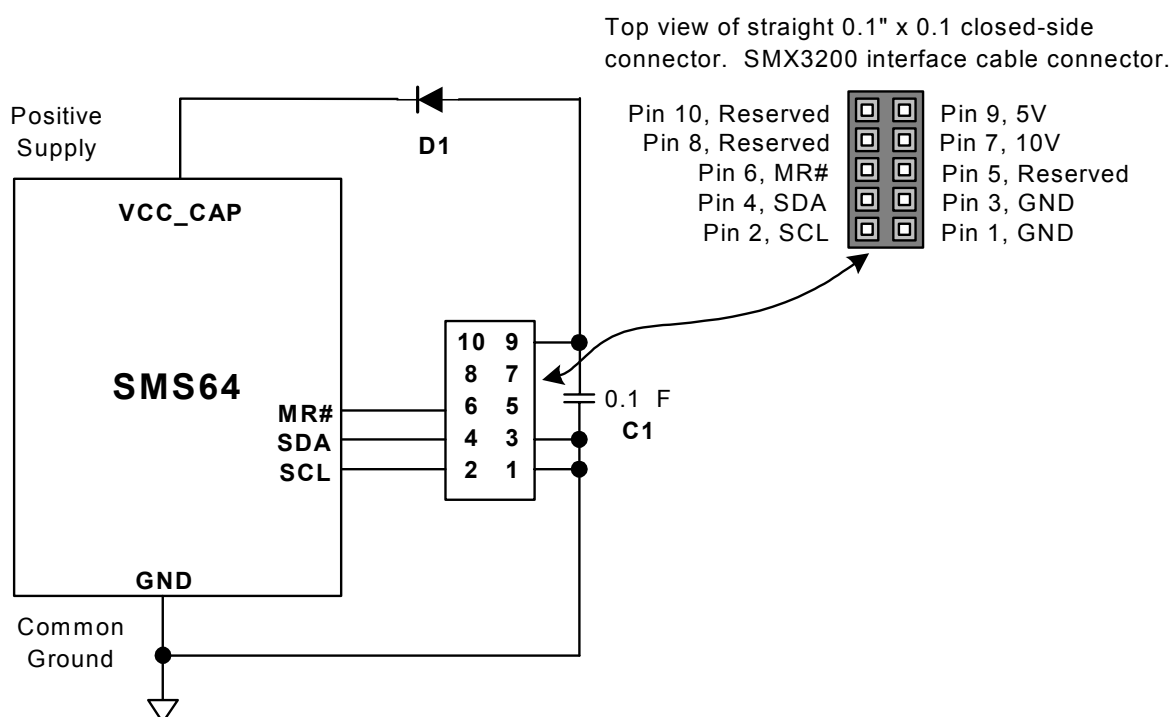 Top view of straight 0.1" x 0.1 closed-side
connector. SMX3200 interface cable connector.
Pin 10, Reserved Pin 9, 5V
Pin 8, Reserved Pin 7, 10V
Pin 6, MR# Pin 5, Reserved
Pin 4, SDA Pin 3, GND
Pin 2, SCL Pin 1, GND
Positive
Supply
D1
VCC_CAP
SMS64
MR#
SDA
SCL
10 9
8 7
6 5
4 3
2 1
0.1 F
C1
GND
Common
Ground